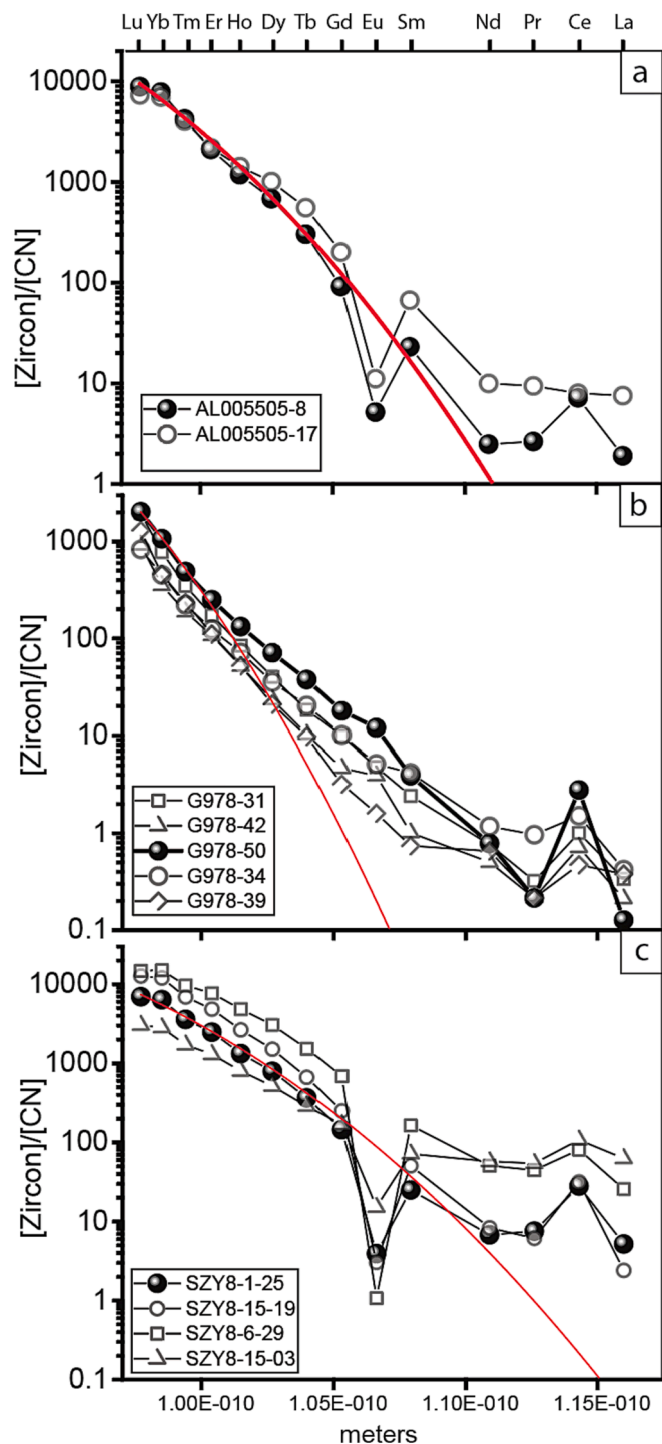 Lu Yb Tm Er Ho Dy Tb Gd Eu Sm Nd Pr Ce La
a
10000
1000
100
10
1
[Zircon]/[CN]
AL005505-8
AL005505-17
b
1000
100
10
1
0.1
[Zircon]/[CN]
G978-31
G978-42
G978-50
G978-34
G978-39
c
10000
1000
100
10
1
0.1
[Zircon]/[CN]
SZY8-1-25
SZY8-15-19
SZY8-6-29
SZY8-15-03
1.00E-010 1.05E-010 1.10E-010 1.15E-010
meters